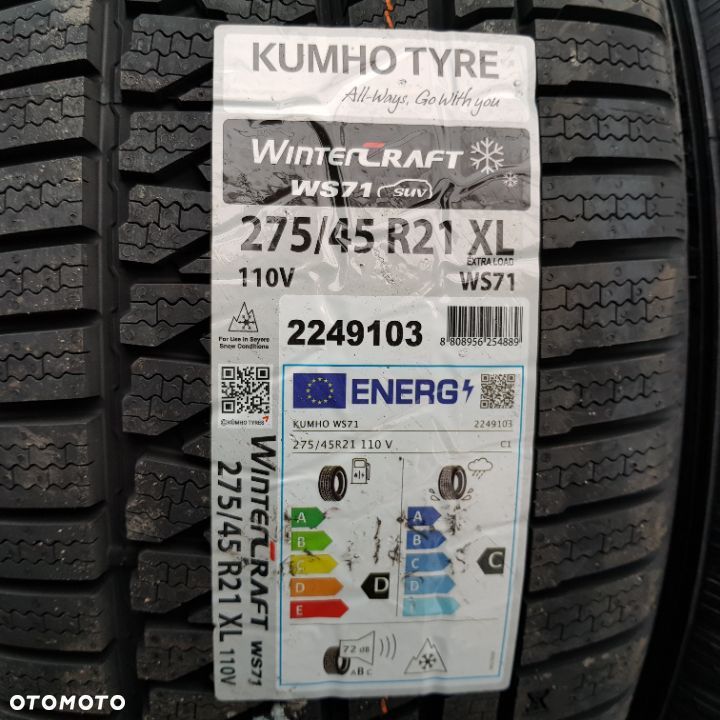 KUMHO TYRE
All-Ways, Go With you
WINTERCRAFT
WS71 SUV
275/45 R21 XL
EXTRA LOAD
110V WS71
For Use in Severe
Snow Conditions
2249103
8 808956 254889
KUMHO TYRES
ENERG
KUMHO WS71 2249103
275/45R21 110 V C1
A A
B B
C C C
D D D
E E
72 dB
ABC
WINTERCRAFT WS71
275/45 R21 XL 110V
OTOMOTO